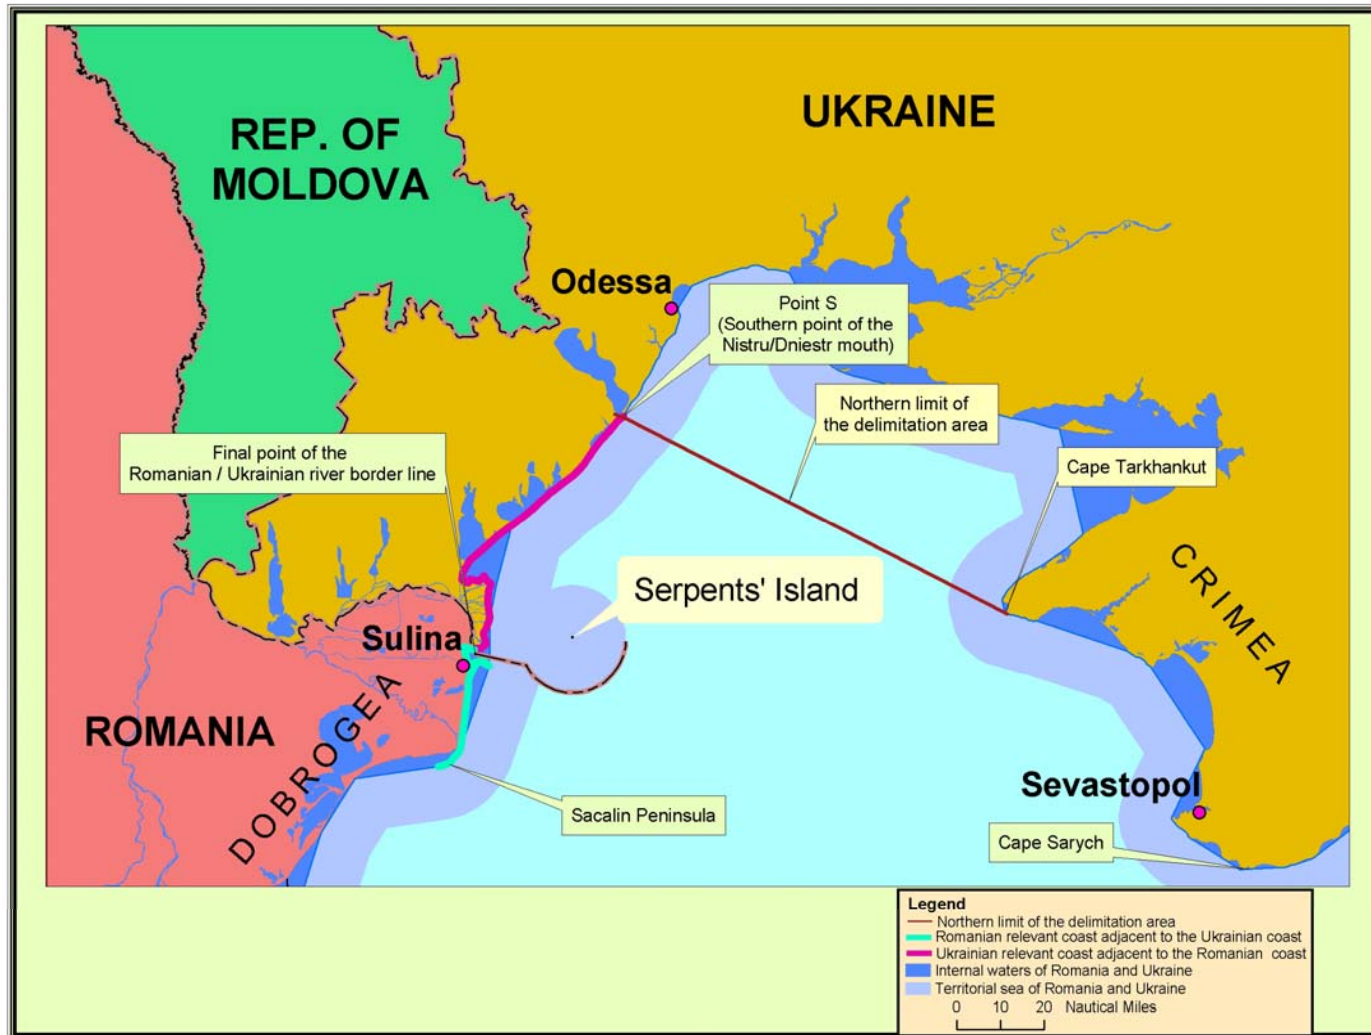 UKRAINE
REP. OF
MOLDOVA
Odessa
Point S
(Southern point of the
Nistru/Dniestr mouth)
Northern limit of
the delimitation area
Final point of the
Romanian / Ukrainian river border line
Cape Tarkhankut
CRIMEA
Serpents' Island
Sulina
ROMANIA
DOBROGEA
Sevastopol
Sacalin Peninsula
Cape Sarych
Legend
Northern limit of the delimitation area
Romanian relevant coast adjacent to the Ukrainian coast
Ukrainian relevant coast adjacent to the Romanian coast
Internal waters of Romania and Ukraine
Territorial sea of Romania and Ukraine
0 10 20 Nautical Miles